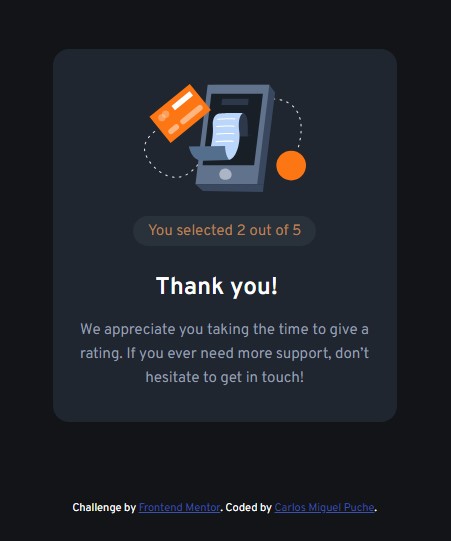 You selected 2 out of 5
Thank you!
We appreciate you taking the time to give a
rating. If you ever need more support, don't
hesitate to get in touch!
Challenge by Frontend Mentor. Coded by Carlos Miguel Puche.